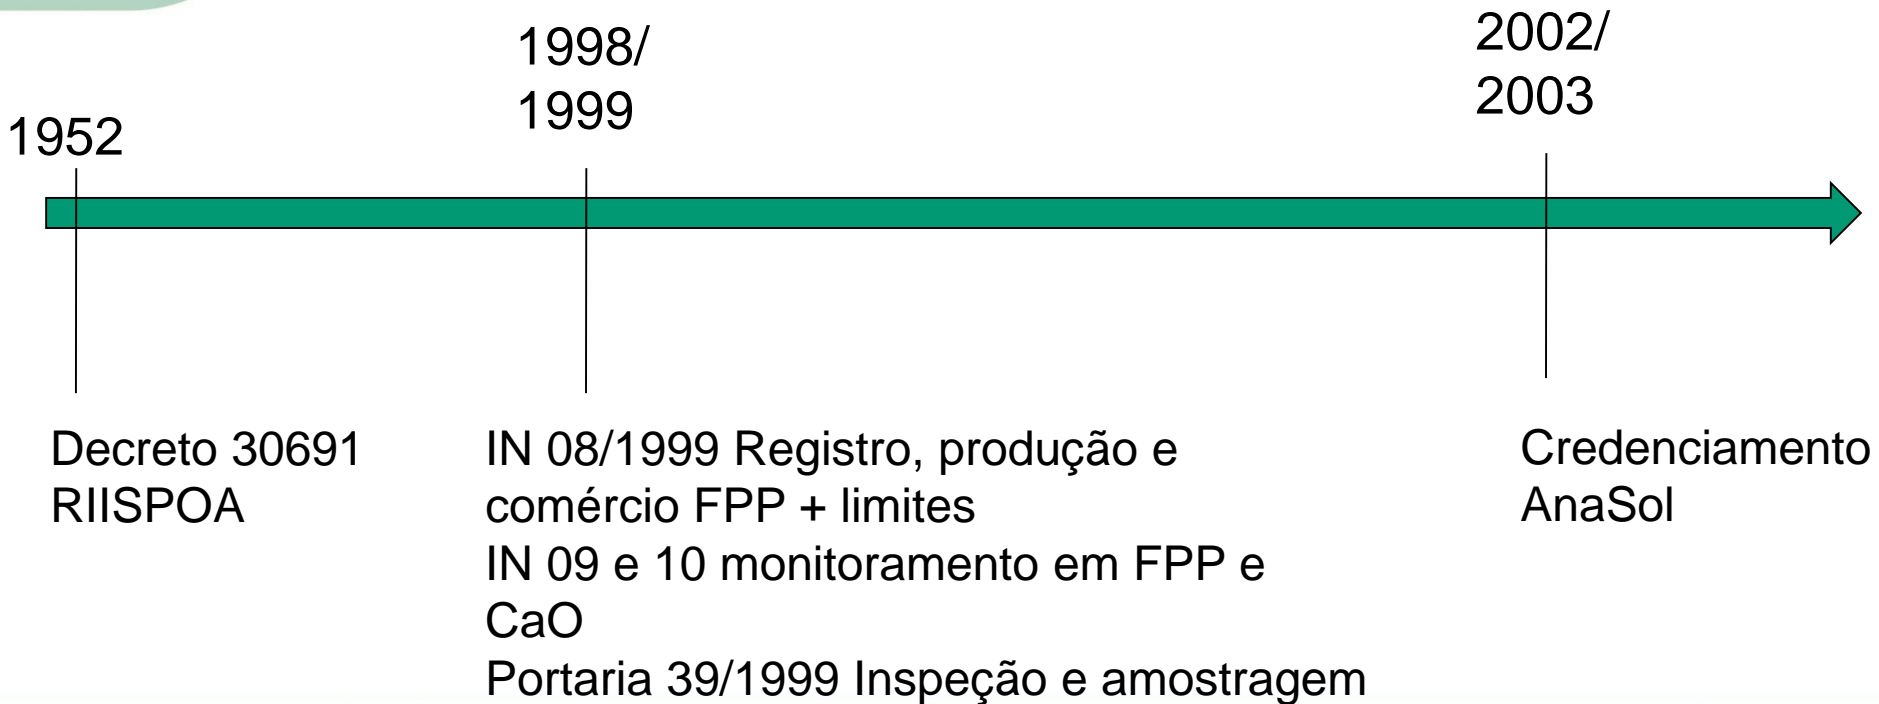 1952
1998/
1999
2002/
2003
Decreto 30691
RIISPOA
IN 08/1999 Registro, produção e
comércio FPP + limites
IN 09 e 10 monitoramento em FPP e
CaO
Portaria 39/1999 Inspeção e amostragem
Credenciamento
AnaSol